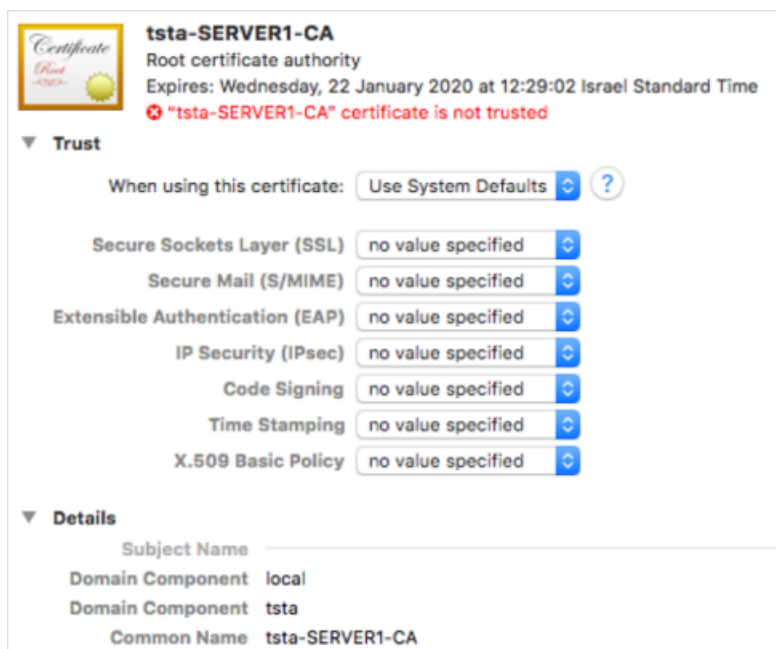 Certificate
Root
tsta-SERVER1-CA
Root certificate authority
Expires: Wednesday, 22 January 2020 at 12:29:02 Israel Standard Time
"tsta-SERVER1-CA" certificate is not trusted
Trust
When using this certificate: Use System Defaults ?
Secure Sockets Layer (SSL) no value specified
Secure Mail (S/MIME) no value specified
Extensible Authentication (EAP) no value specified
IP Security (IPsec) no value specified
Code Signing no value specified
Time Stamping no value specified
X.509 Basic Policy no value specified
Details
Subject Name
Domain Component local
Domain Component tsta
Common Name tsta-SERVER1-CA